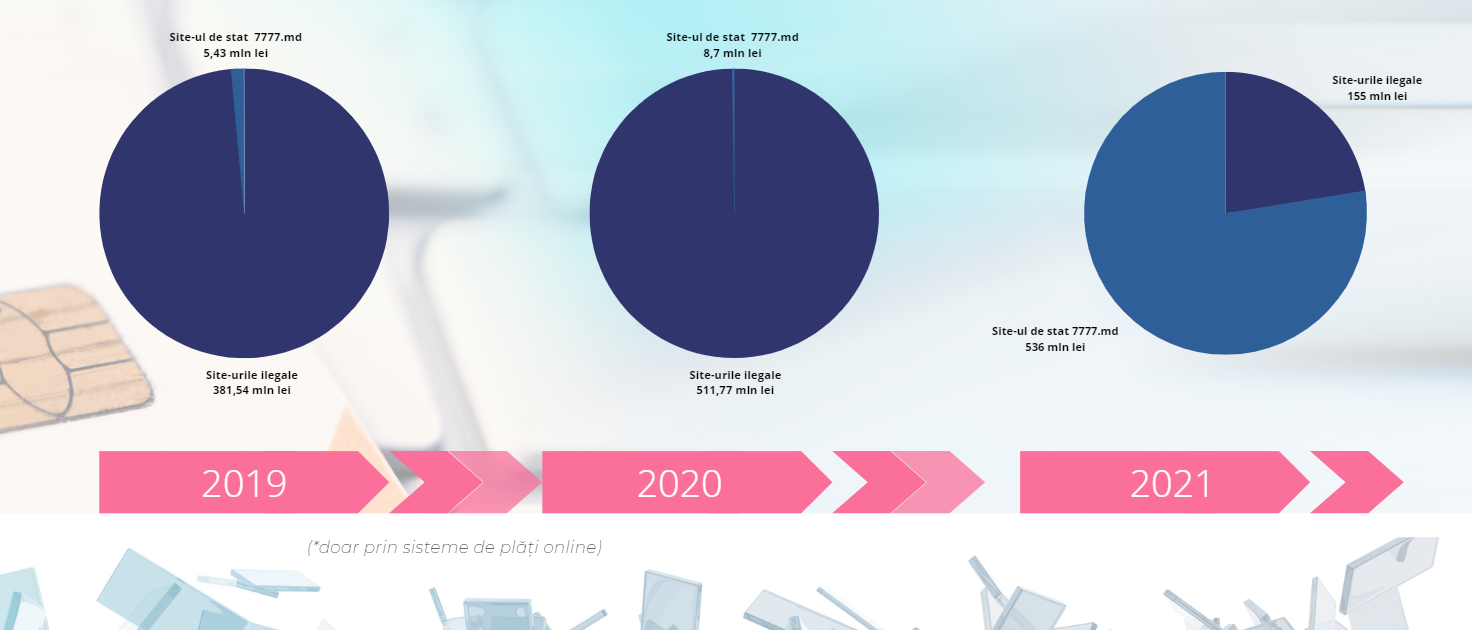 Site-ul de stat 7777.md
5,43 mln lei
Site-urile ilegale
381,54 mln lei
Site-ul de stat 7777.md
8,7 mln lei
Site-urile ilegale
511,77 mln lei
Site-urile ilegale
155 mln lei
Site-ul de stat 7777.md
536 mln lei
2019
2020
2021
(*doar prin sisteme de plăți online)